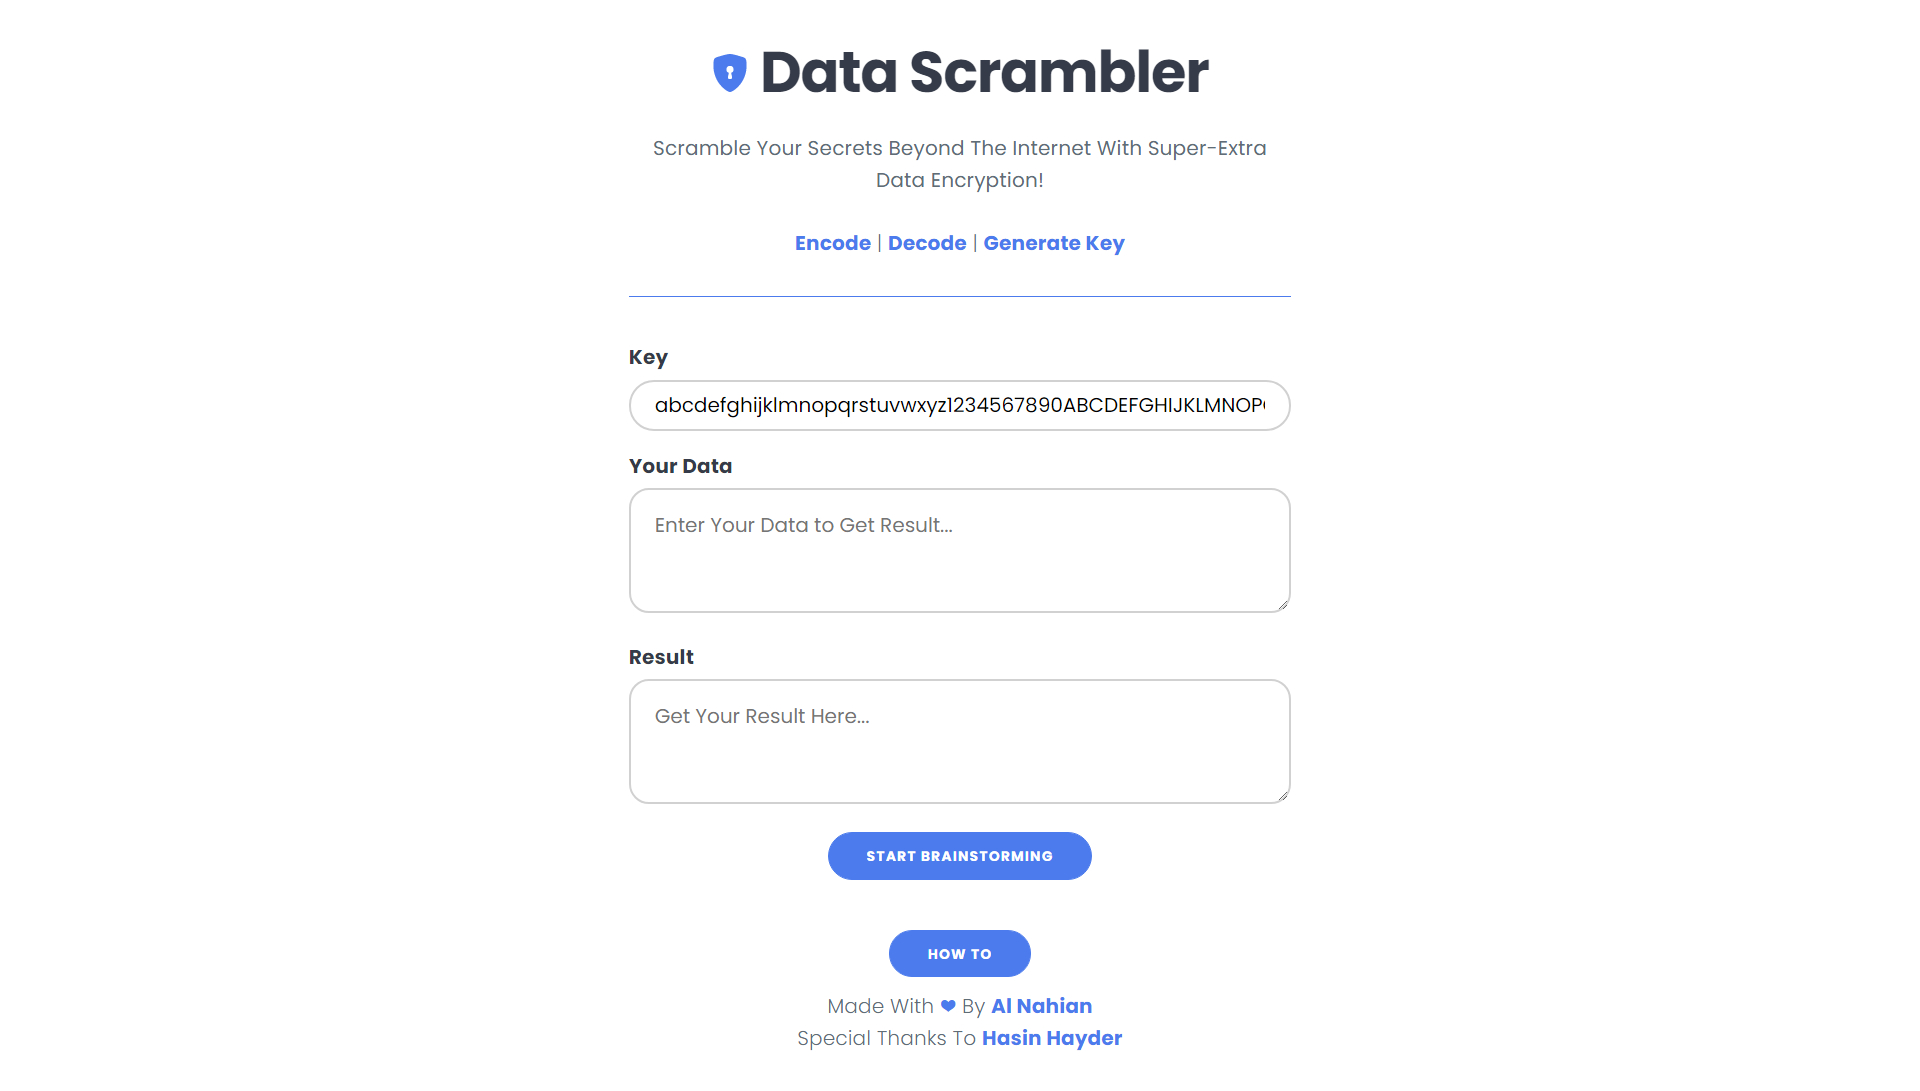 Data Scrambler
Scramble Your Secrets Beyond The Internet With Super-Extra
Data Encryption!
Encode | Decode | Generate Key
Key
abcdefghijklmnopqrstuvwxyz1234567890ABCDEFGHIJKLMNOP
Your Data
Enter Your Data to Get Result...
Result
Get Your Result Here...
START BRAINSTORMING
HOW TO
Made With ❤ By Al Nahian
Special Thanks To Hasin Hayder